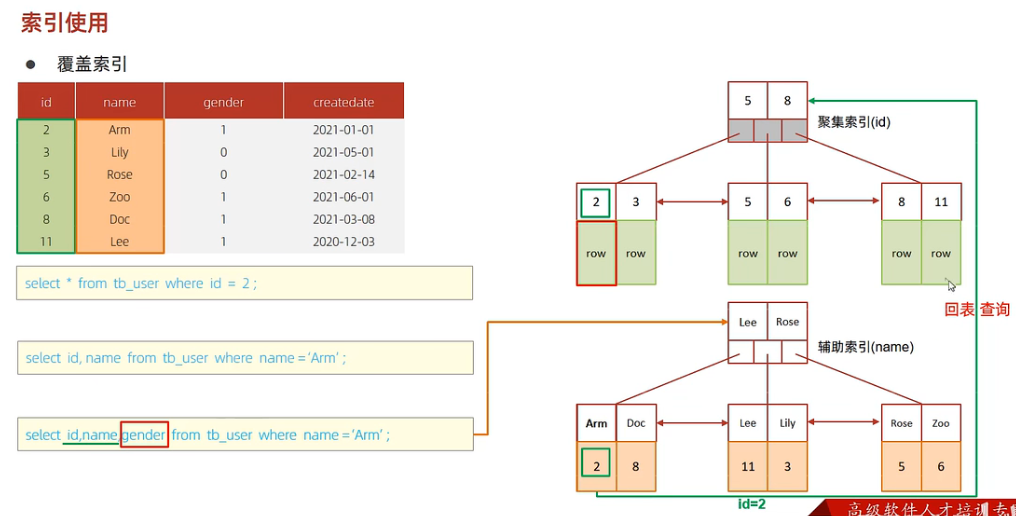 索引使用
● 覆盖索引
id name gender createdate
2 Arm 1 2021-01-01
3 Lily 0 2021-05-01
5 Rose 0 2021-02-14
6 Zoo 1 2021-06-01
8 Doc 1 2021-03-08
11 Lee 1 2020-12-03
select * from tb_user where id = 2 ;
select id, name from tb_user where name = 'Arm' ;
select id,name,gender from tb_user where name = 'Arm' ;
5 8
聚集索引(id)
2 3 5 6 8 11
row row row row row row
回表 查询
Lee Rose
辅助索引(name)
Arm Doc Lee Lily Rose Zoo
2 8 11 3 5 6
id=2
高级软件人才培训专